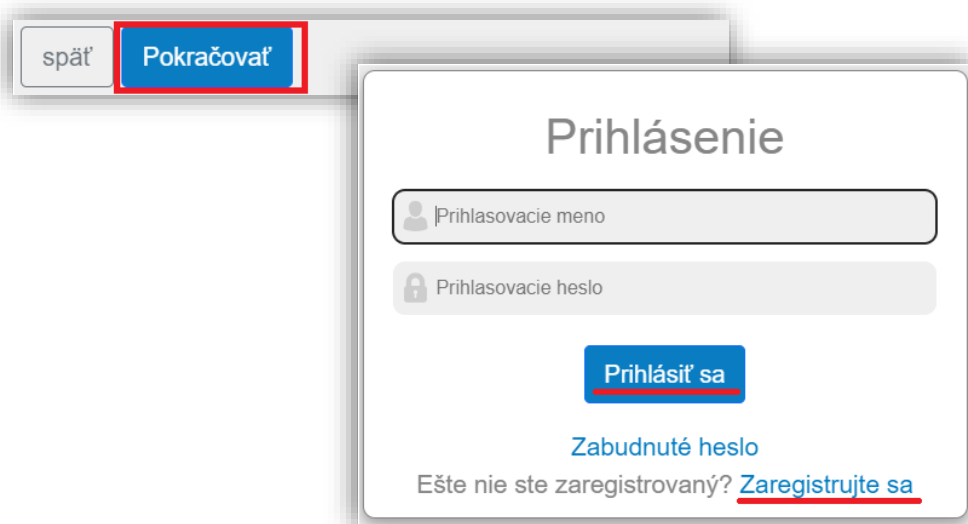 späť Pokračovať
Prihlásenie
Prihlasovacie meno
Prihlasovacie heslo
Prihlásiť sa
Zabudnuté heslo
Ešte nie ste zaregistrovaný? Zaregistrujte sa